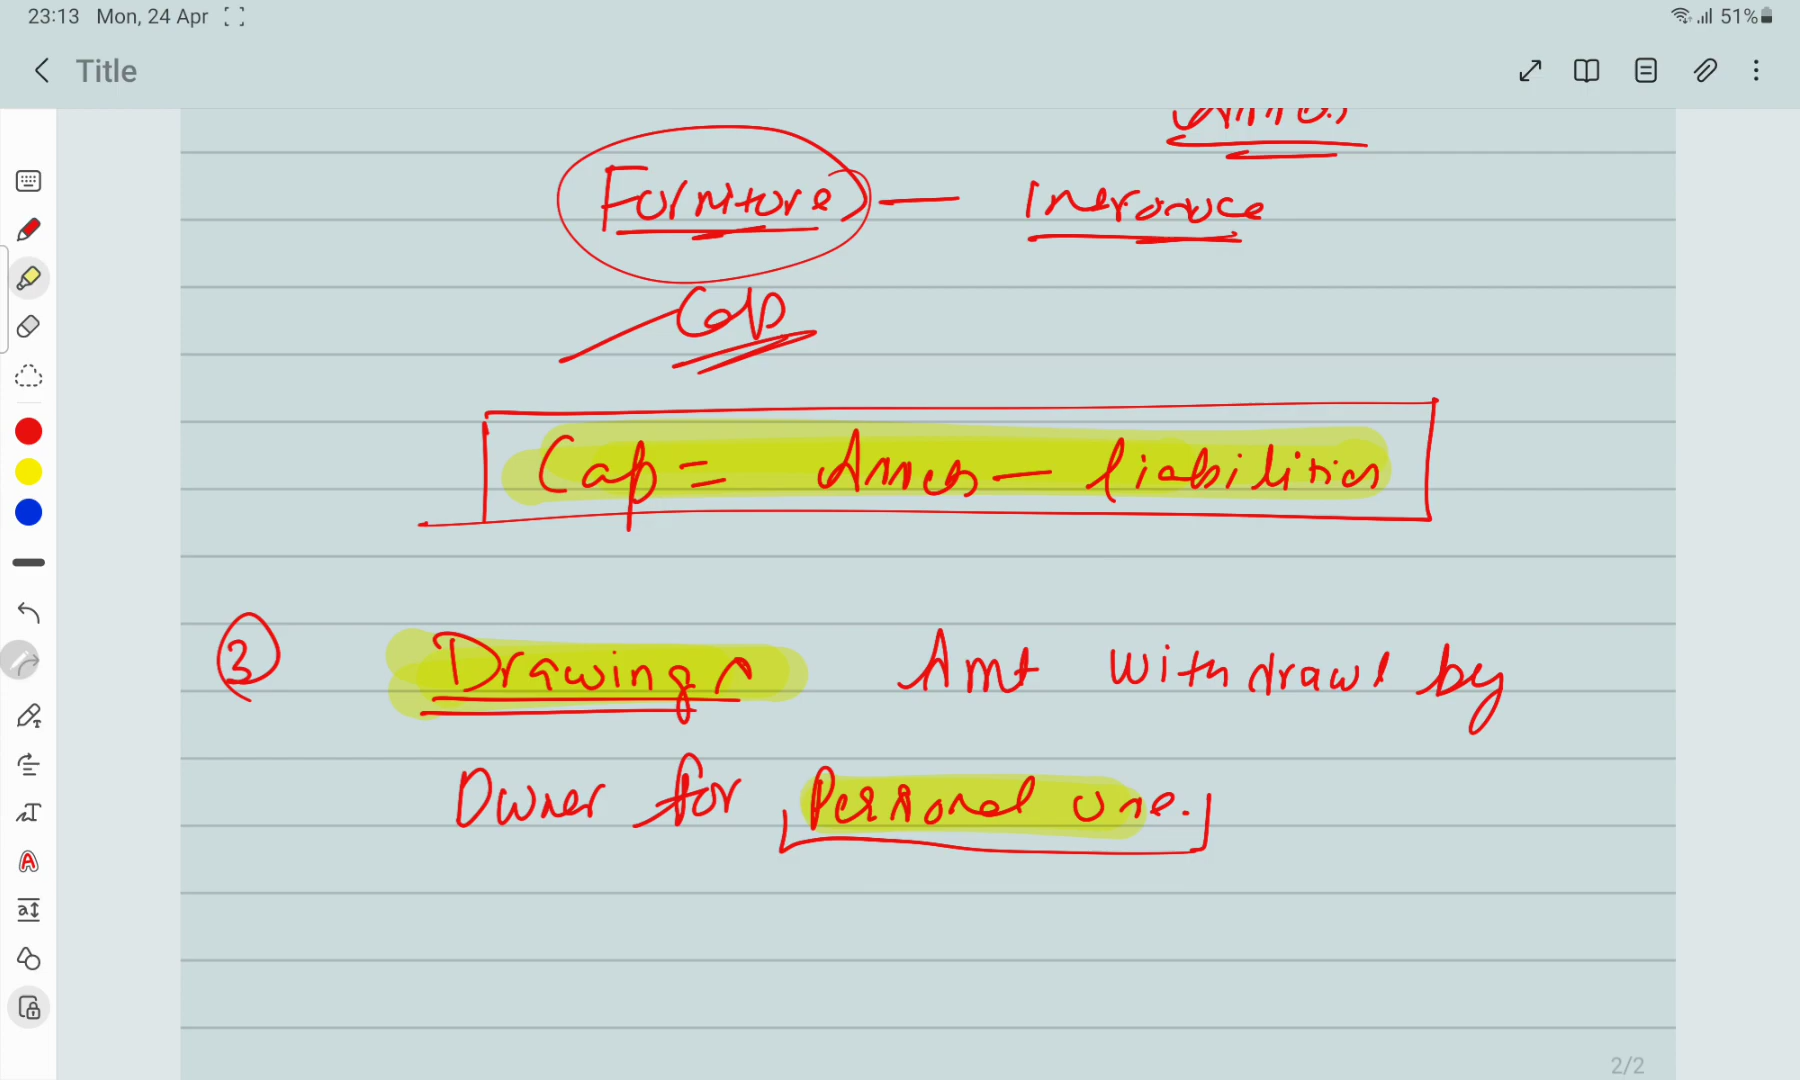 23:13 Mon, 24 Apr 51%
Title
Furniture — Introduce
Cap
Cap = Assets — liabilities
3 Drawings Amt withdrawl by
Owner for Personal use.
2/2